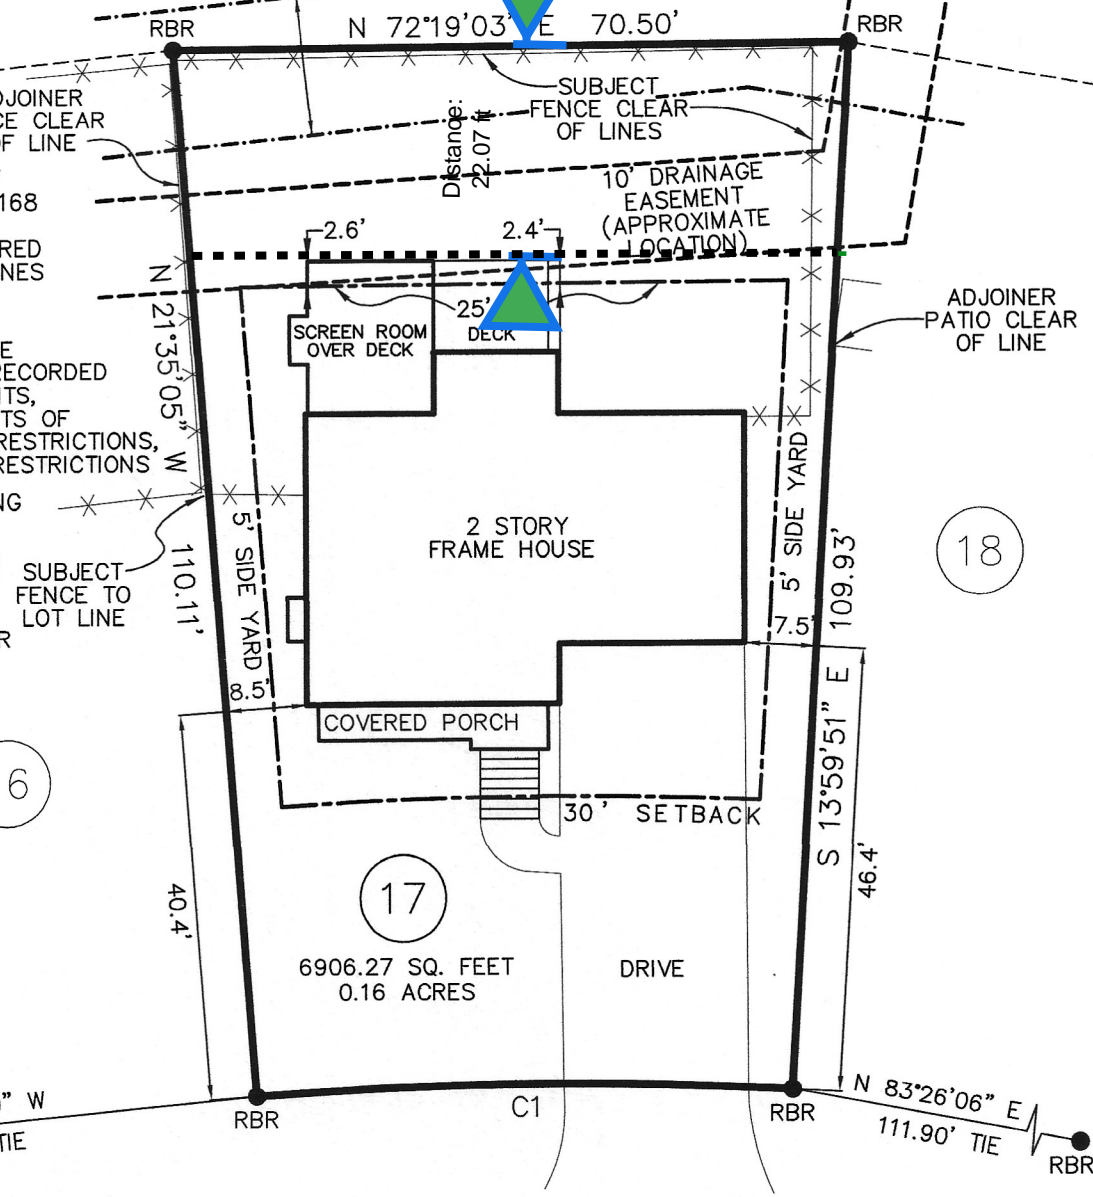 RBR
N 72°19'03" E 70.50'
RBR
DJOINER
CE CLEAR
OF LINE
SUBJECT
FENCE CLEAR
OF LINES
Distance:
22.07 ft
168
10' DRAINAGE
EASEMENT
(APPROXIMATE
LOCATION)
2.6'
2.4'
RED
NES
N 21°35'05" W
110.11'
25'
SCREEN ROOM
OVER DECK
DECK
ADJOINER
PATIO CLEAR
OF LINE
E
RECORDED
TS,
TS OF
RESTRICTIONS,
RESTRICTIONS
NG
5' SIDE YARD
5' SIDE YARD
2 STORY
FRAME HOUSE
109.93'
S 13°59'51" E
18
SUBJECT
FENCE TO
LOT LINE
R
7.5'
8.5'
COVERED PORCH
6
30' SETBACK
40.4'
46.4'
17
6906.27 SQ. FEET
0.16 ACRES
DRIVE
" W
TIE
RBR
C1
RBR
N 83°26'06" E
111.90' TIE
RBR